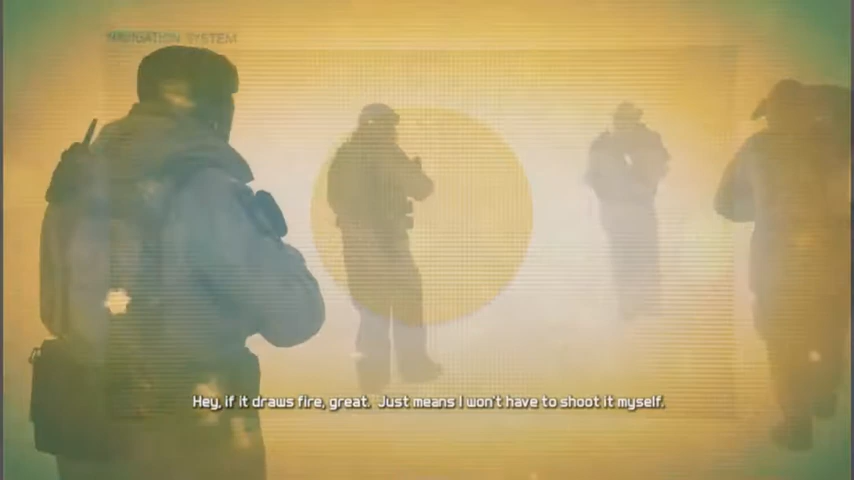 NAVIGATION SYSTEM
Hey, if it draws fire, great. Just means I won't have to shoot it myself.